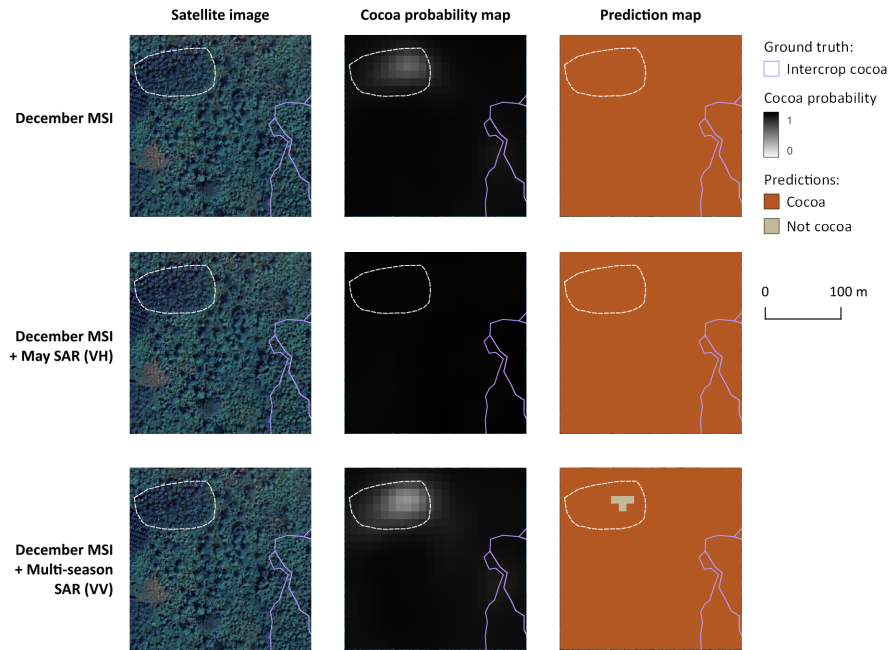 Satellite image
Cocoa probability map
Prediction map
December MSI
December MSI
+ May SAR (VH)
December MSI
+ Multi-season
SAR (VV)
Ground truth:
Intercrop cocoa
Cocoa probability
1
0
Predictions:
Cocoa
Not cocoa
0
100 m